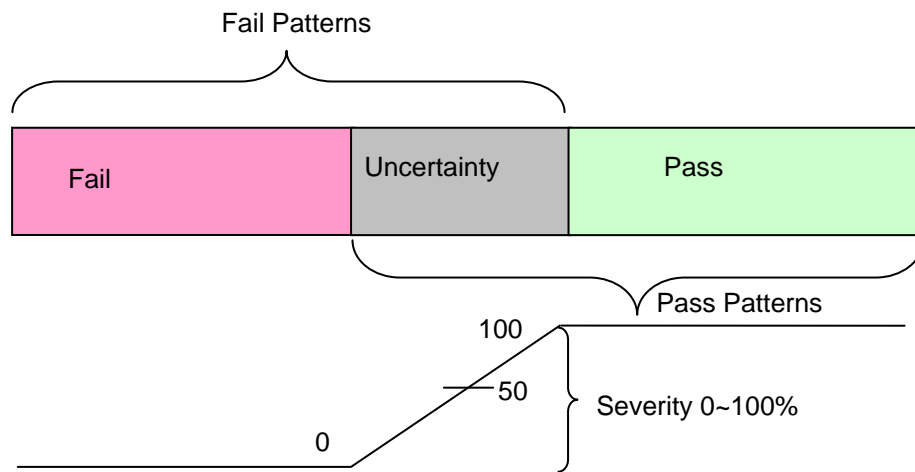 Fail Patterns
Fail
Uncertainty
Pass
Pass Patterns
100
50
0
Severity 0~100%